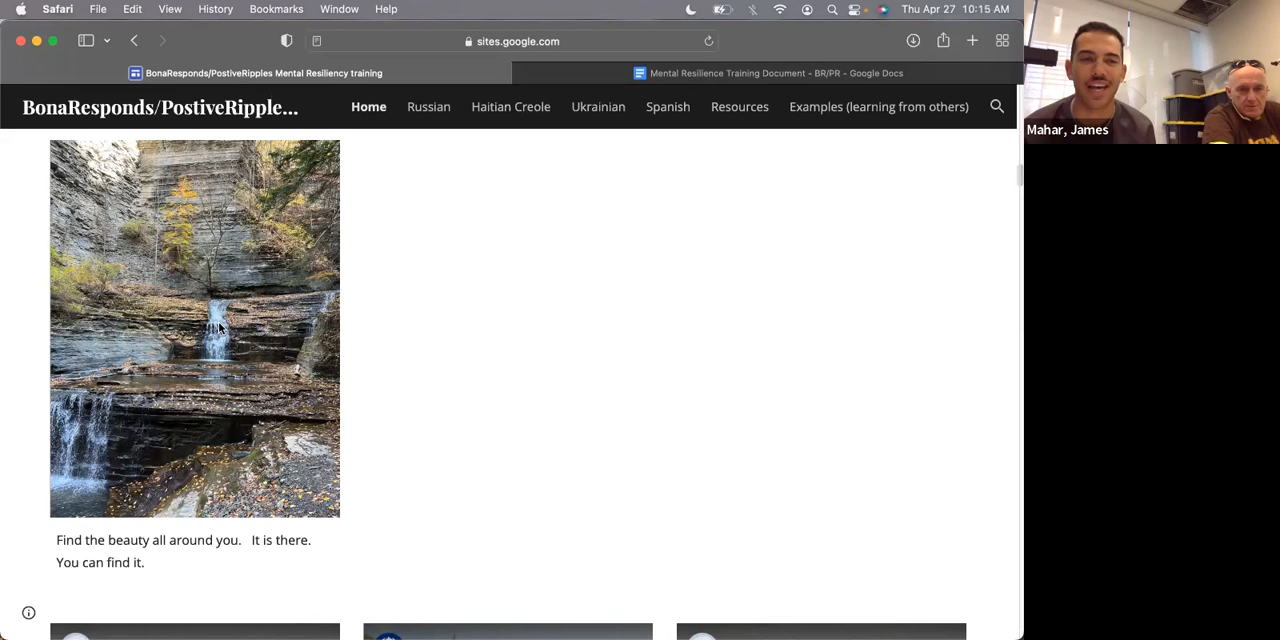 Safari File Edit View History Bookmarks Window Help Thu Apr 27 10:15 AM
sites.google.com
BonaResponds/PostiveRipples Mental Resiliency training
Mental Resilience Training Document - BR/PR - Google Docs
BonaResponds/PostiveRipple... Home Russian Haitian Creole Ukrainian Spanish Resources Examples (learning from others)
Mahar, James
Find the beauty all around you. It is there.
You can find it.